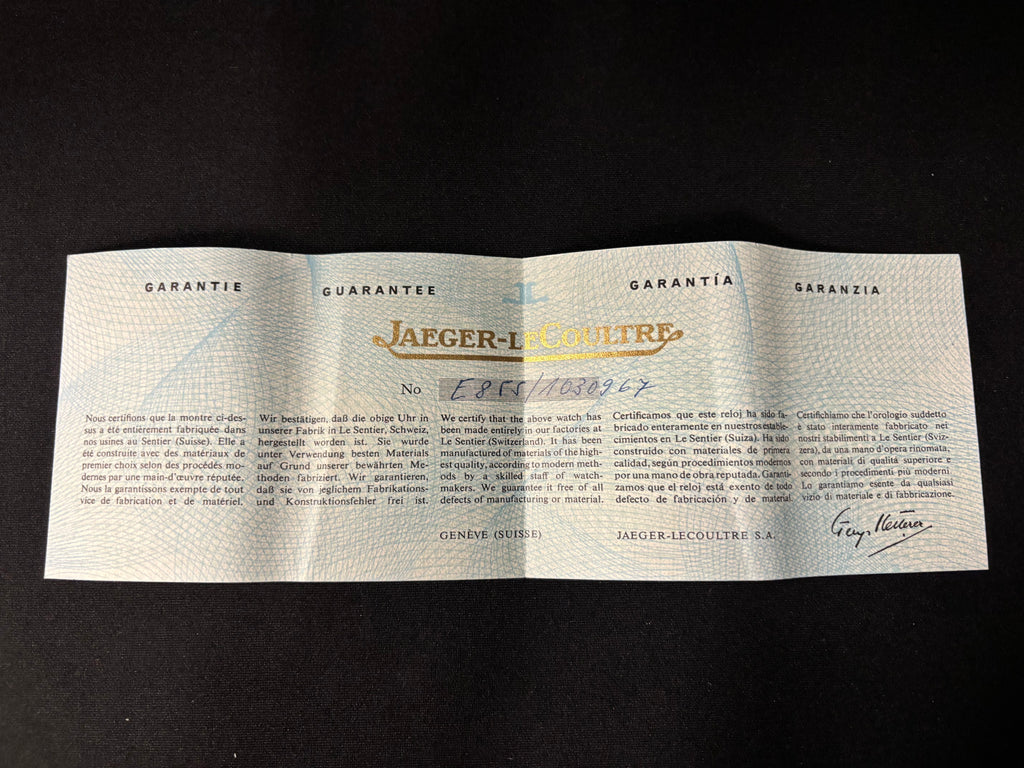 GARANTIE
GUARANTEE
GARANTÍA
GARANZIA
JL
JAEGER-LECOULTRE
No E855/1030967
Nous certifions que la montre ci-des-
sus a été entièrement fabriquée dans
nos usines au Sentier (Suisse). Elle a
été construite avec des matériaux de
premier choix selon des procédés mo-
dernes par une main-d'œuvre réputée.
Nous la garantissons exempte de tout
vice de fabrication et de matériel.
Wir bestätigen, daß die obige Uhr in
unserer Fabrik in Le Sentier, Schweiz,
hergestellt worden ist. Sie wurde
unter Verwendung besten Materials
auf Grund unserer bewährten Me-
thoden fabriziert. Wir garantieren,
daß sie von jeglichem Fabrikations-
und Konstruktionsfehler frei ist.
We certify that the above watch has
been made entirely in our factories at
Le Sentier (Switzerland). It has been
manufactured of materials of the high-
est quality, according to modern meth-
ods by a skilled staff of watch-
makers. We guarantee it free of all
defects of manufacturing or material.
Certificamos que este reloj ha sido fa-
bricado enteramente en nuestros estable-
cimientos en Le Sentier (Suiza). Ha sido
construido con materiales de primera
calidad, según procedimientos modernos
por una mano de obra reputada. Garanti-
zamos que el reloj está exento de todo
defecto de fabricación y de material.
Certifichiamo che l'orologio suddetto
è stato interamente fabbricato nei
nostri stabilimenti a Le Sentier (Sviz-
zera), da una mano d'opera rinomata,
con materiali di qualità superiore e
secondo i procedimenti più moderni.
Lo garantiamo esente da qualsiasi
vizio di materiale e di fabbricazione.
GENÈVE (SUISSE)
JAEGER-LECOULTRE S.A.